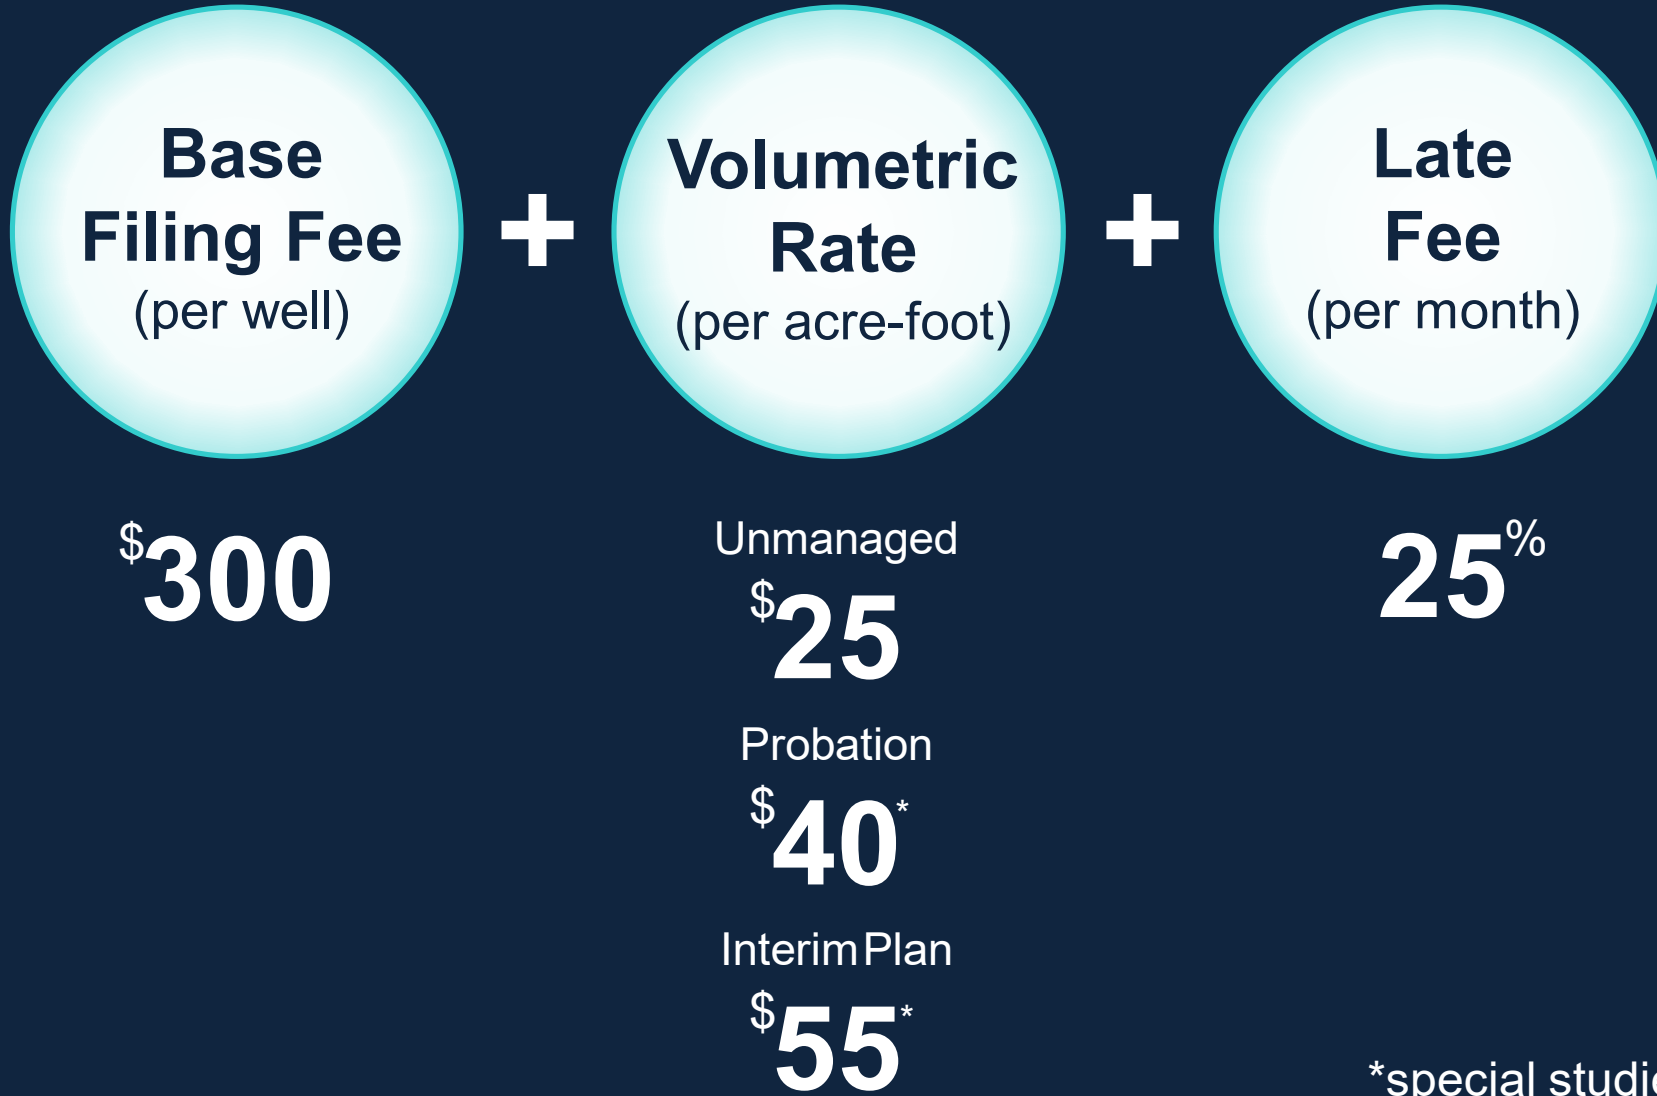 Base
Filing Fee
(per well)
+
Volumetric
Rate
(per acre-foot)
+
Late
Fee
(per month)
$300
Unmanaged
$25
Probation
$40*
Interim Plan
$55*
25%
*special